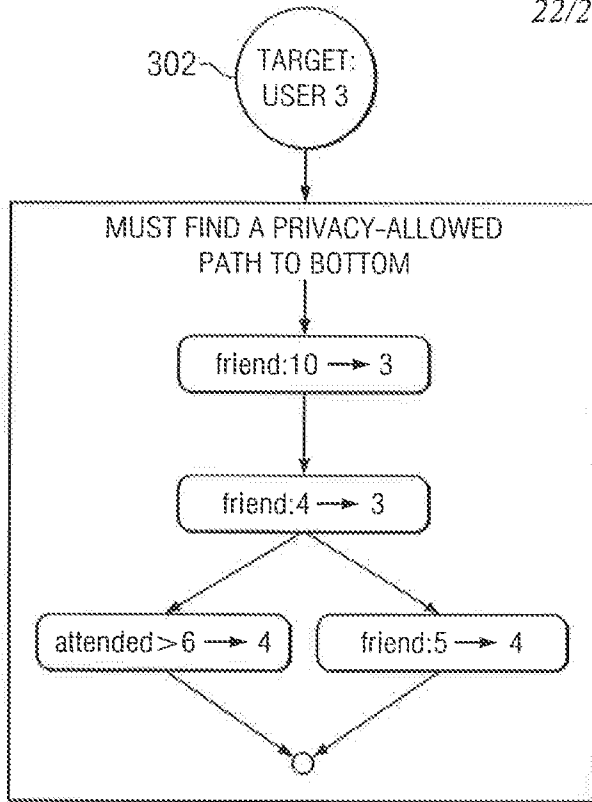 22/2
302
TARGET:
USER 3
MUST FIND A PRIVACY-ALLOWED
PATH TO BOTTOM
friend:10 → 3
friend:4 → 3
attended>6 → 4
friend:5 → 4